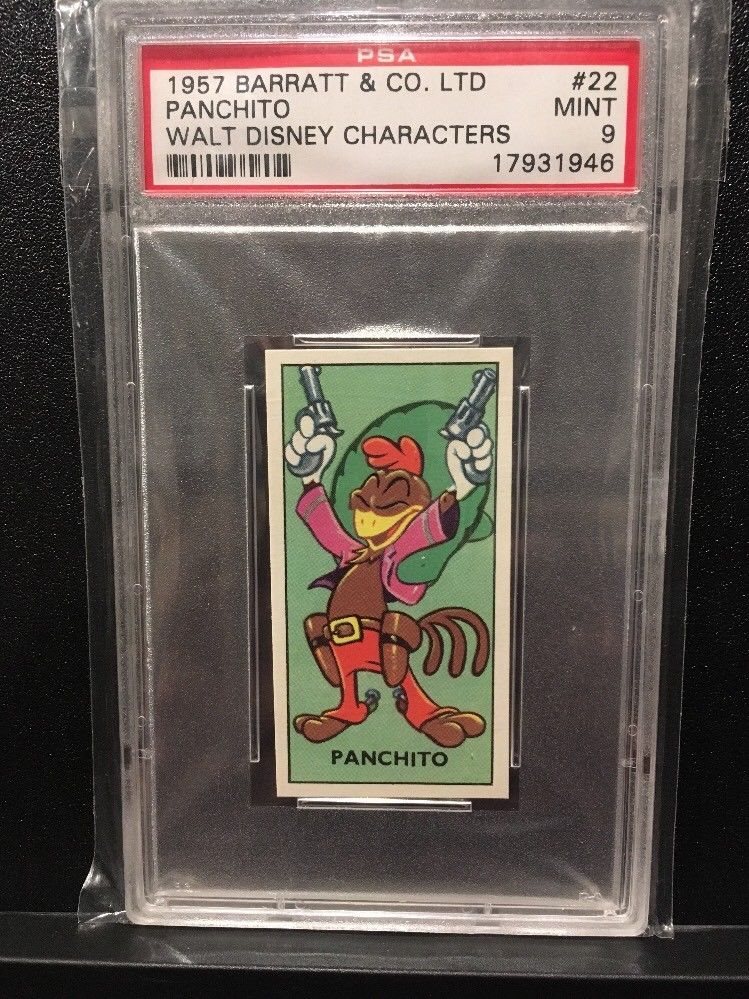 PSA
1957 BARRATT & CO. LTD #22
PANCHITO MINT
WALT DISNEY CHARACTERS 9
17931946
PANCHITO